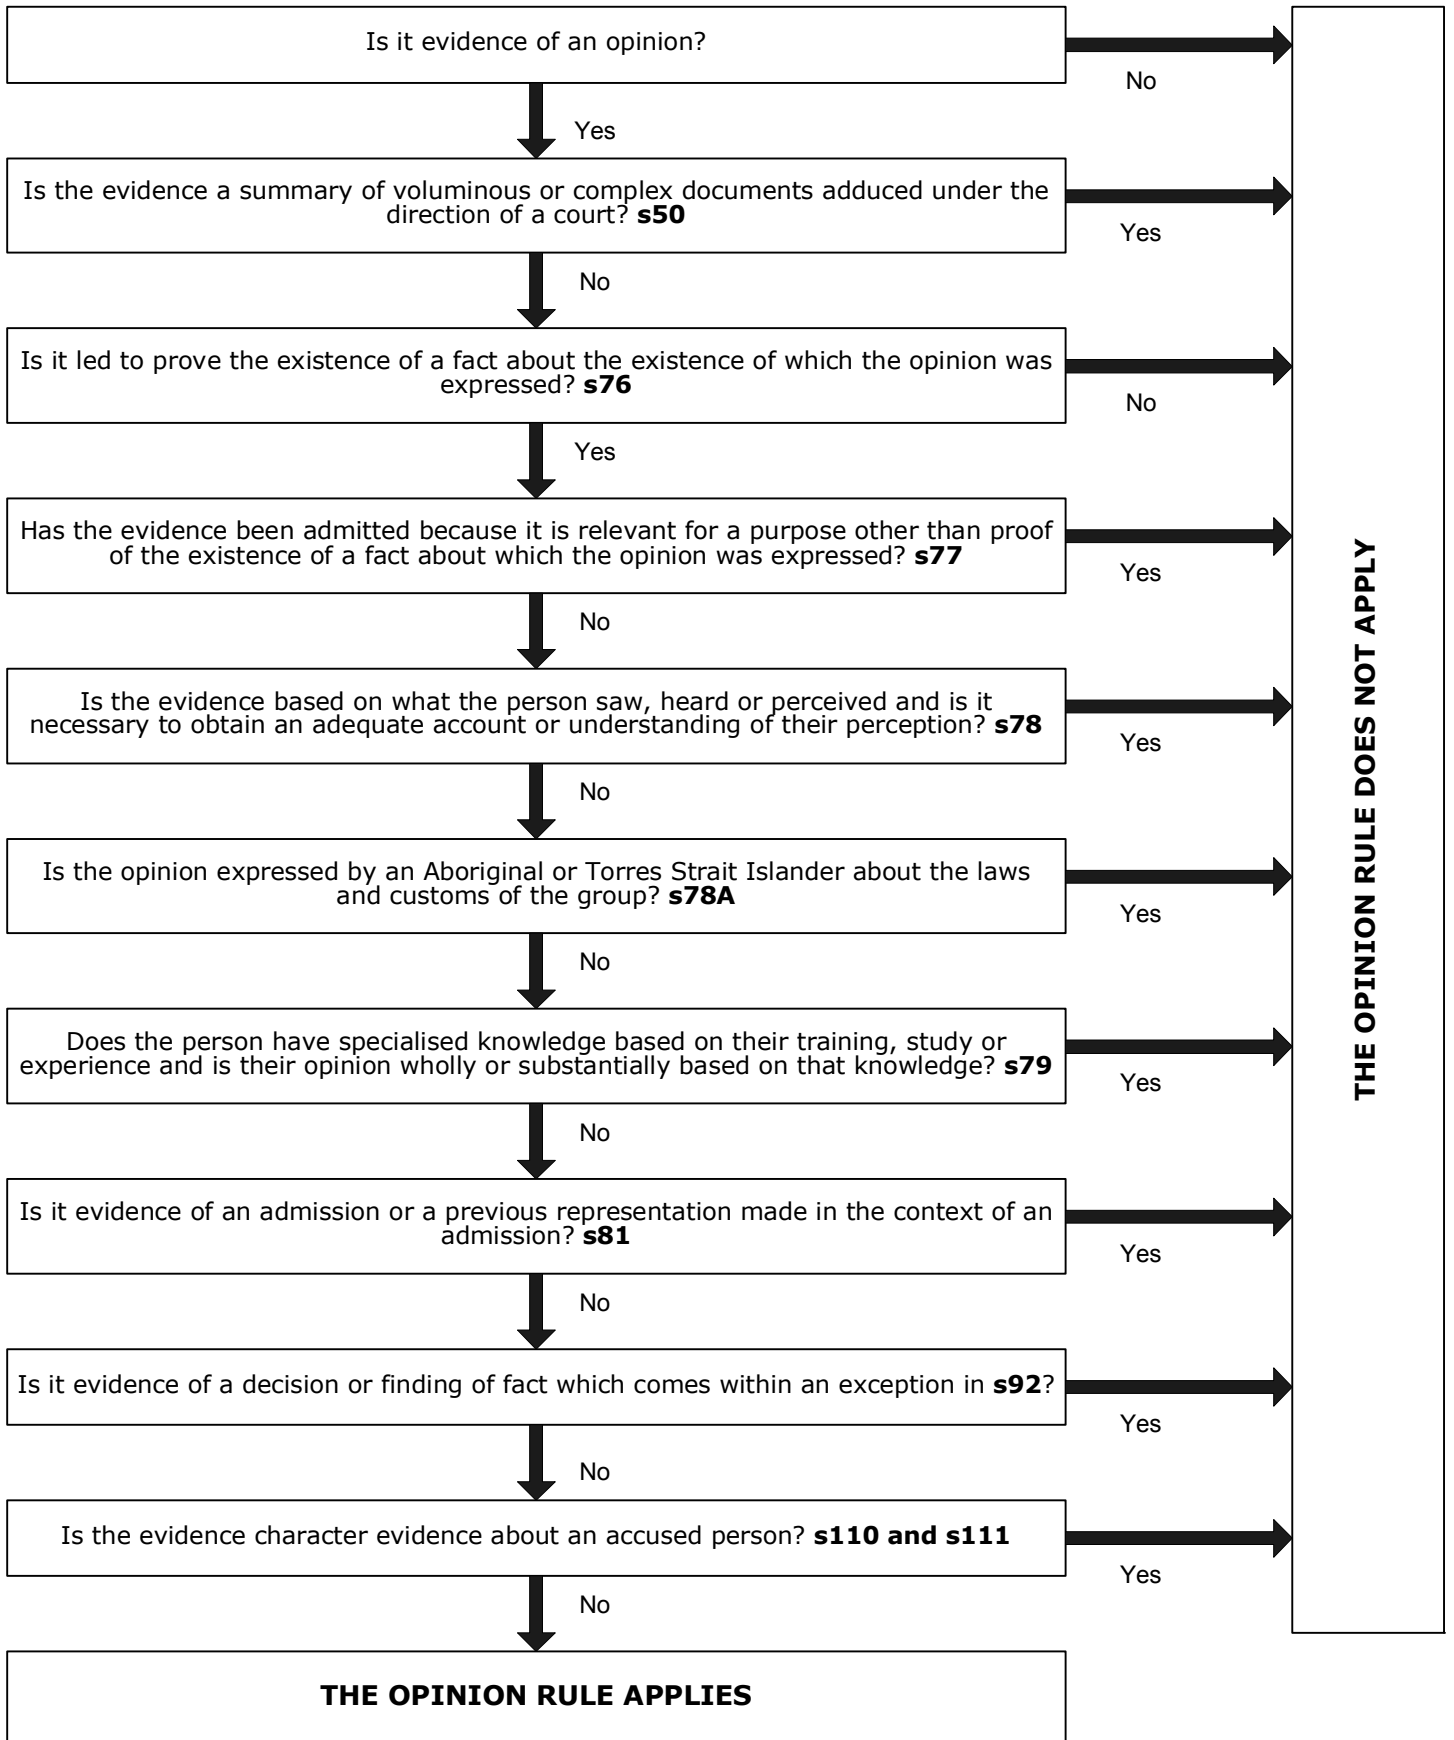 Is it evidence of an opinion?
No
Yes
Is the evidence a summary of voluminous or complex documents adduced under the
direction of a court? s50
Yes
No
Is it led to prove the existence of a fact about the existence of which the opinion was
expressed? s76
No
Yes
Has the evidence been admitted because it is relevant for a purpose other than proof
of the existence of a fact about which the opinion was expressed? s77
Yes
No
Is the evidence based on what the person saw, heard or perceived and is it
necessary to obtain an adequate account or understanding of their perception? s78
Yes
No
Is the opinion expressed by an Aboriginal or Torres Strait Islander about the laws
and customs of the group? s78A
Yes
No
Does the person have specialised knowledge based on their training, study or
experience and is their opinion wholly or substantially based on that knowledge? s79
Yes
No
Is it evidence of an admission or a previous representation made in the context of an
admission? s81
Yes
No
Is it evidence of a decision or finding of fact which comes within an exception in s92?
Yes
No
Is the evidence character evidence about an accused person? s110 and s111
Yes
No
THE OPINION RULE APPLIES
THE OPINION RULE DOES NOT APPLY